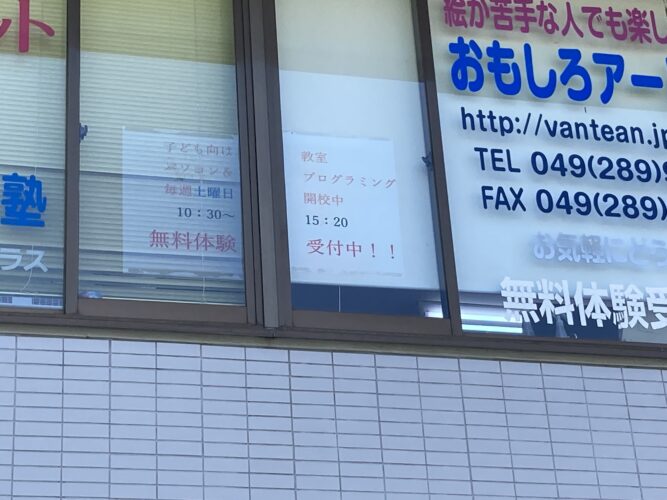 ット
塾
ラス
子ども向け
パソコン&
毎週土曜日
10:30〜
無料体験
教室
プログラミング
開校中
15:20
受付中!!
絵が苦手な人でも楽し
おもしろアー
http://vantean.jp
TEL 049(289)9
FAX 049(289)
お気軽にど
無料体験受